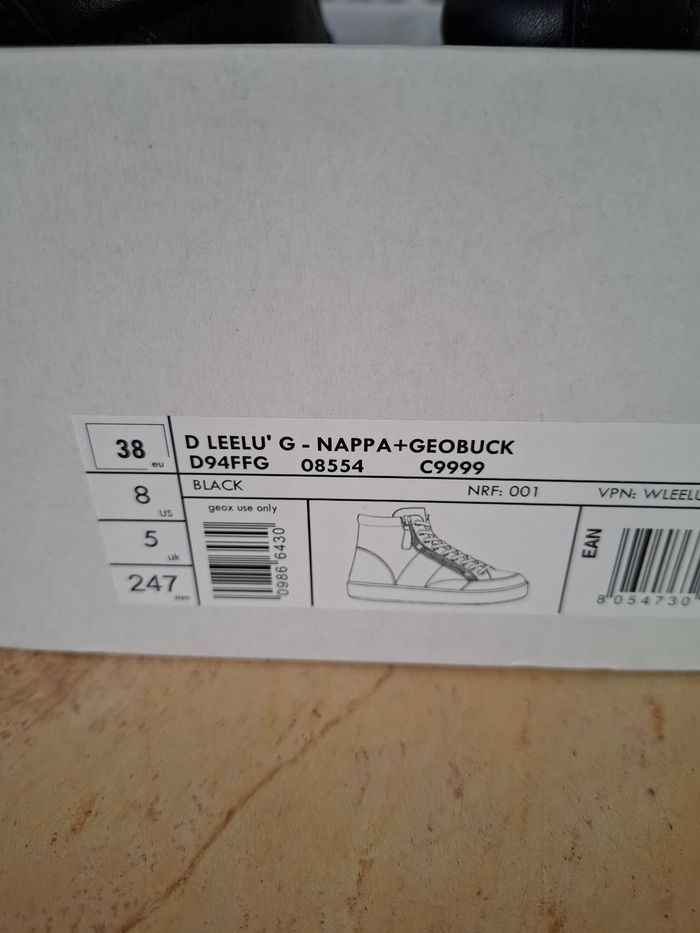 38 eu
D LEELU' G - NAPPA+GEOBUCK
D94FFG 08554 C9999
8 US
BLACK NRF: 001 VPN: WLEELU
5 uk
geox use only
247 mm
0986 6430
EAN
8 054730